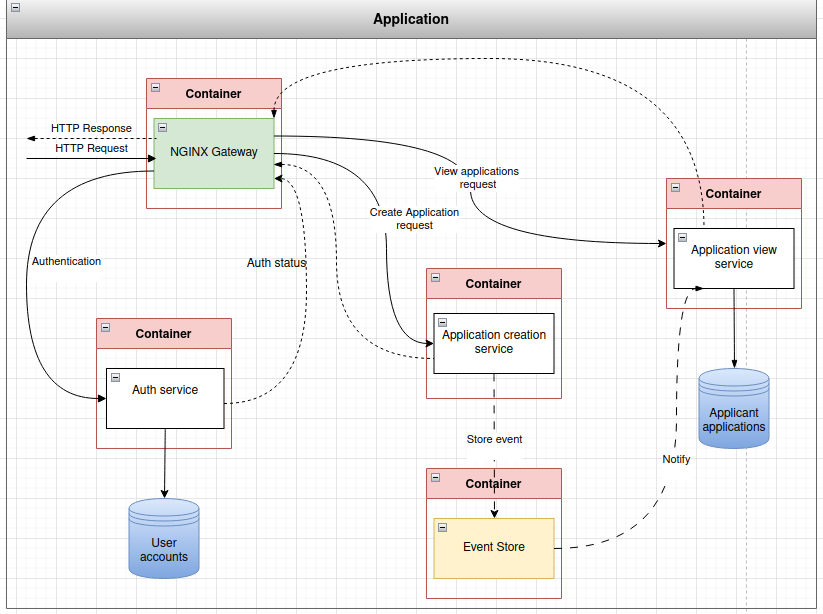 Application
Container
HTTP Response
HTTP Request
NGINX Gateway
View applications
request
Container
Create Application
request
Application view
service
Authentication
Auth status
Container
Container
Application creation
service
Auth service
Applicant
applications
Store event
Notify
Container
User
accounts
Event Store